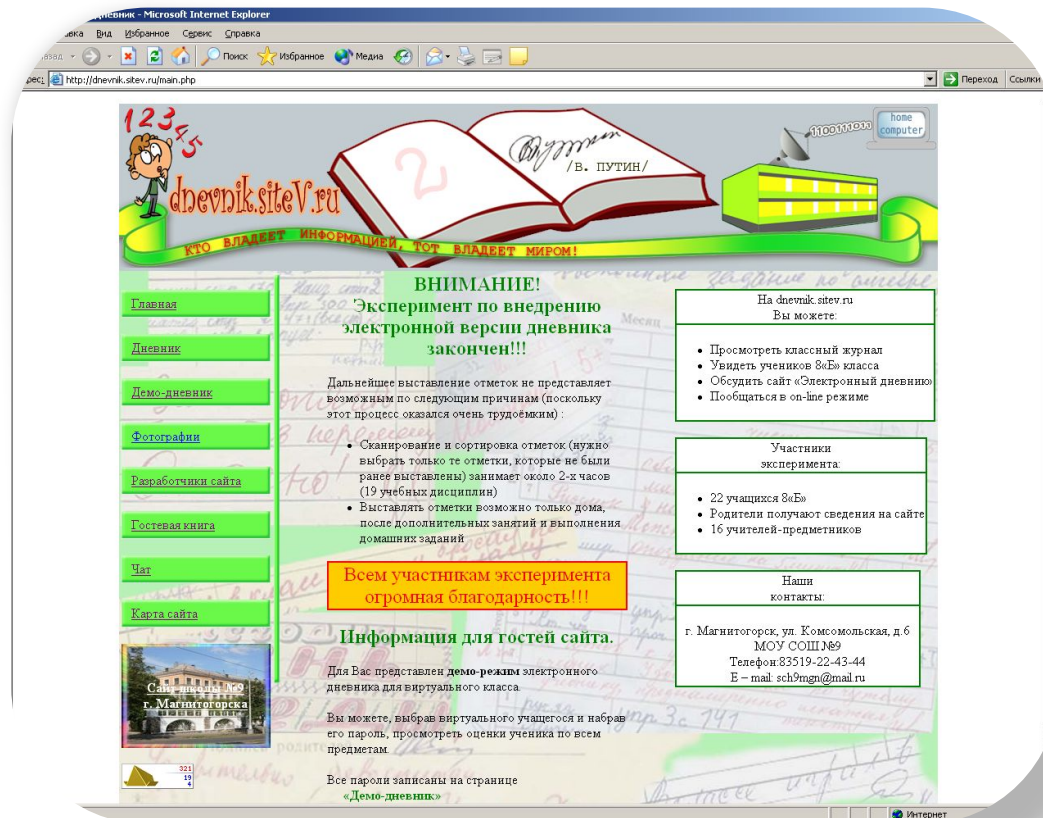 дневник - Microsoft Internet Explorer
Вид Избранное Сервис Справка
Поиск Избранное Медиа
http://dnevnik.sitev.ru/main.php Переход Ссылки
1 2 3 4 5
home
computer
1100111011
2
/В. ПУТИН/
dnevnik.siteV.ru
КТО ВЛАДЕЕТ ИНФОРМАЦИЕЙ, ТОТ ВЛАДЕЕТ МИРОМ!
Главная
Дневник
Демо-дневник
Фотографии
Разработчики сайта
Гостевая книга
Чат
Карта сайта
Сайт школы №9
г. Магнитогорска
321
19
4
ВНИМАНИЕ!
Эксперимент по внедрению
электронной версии дневника
закончен!!!
Дальнейшее выставление отметок не представляет
возможным по следующим причинам (поскольку
этот процесс оказался очень трудоёмким) :
Сканирование и сортировка отметок (нужно
выбрать только те отметки, которые не были
ранее выставлены) занимает около 2-х часов
(19 учебных дисциплин)
Выставлять отметки возможно только дома,
после дополнительных занятий и выполнения
домашних заданий
Всем участникам эксперимента
огромная благодарность!!!
Информация для гостей сайта.
Для Вас представлен демо-режим электронного
дневника для виртуального класса.
Вы можете, выбрав виртуального учащегося и набрав
его пароль, просмотреть оценки ученика по всем
предметам.
Все пароли записаны на странице
«Демо-дневник»
На dnevnik.sitev.ru
Вы можете:
Просмотреть классный журнал
Увидеть учеников 8«Б» класса
Обсудить сайт «Электронный дневник»
Пообщаться в on-line режиме
Участники
эксперимента:
22 учащихся 8«Б»
Родители получают сведения на сайте
16 учителей-предметников
Наши
контакты:
г. Магнитогорск, ул. Комсомольская, д.6
МОУ СОШ №9
Телефон:83519-22-43-44
E – mail: sch9mgn@mail.ru
Интернет